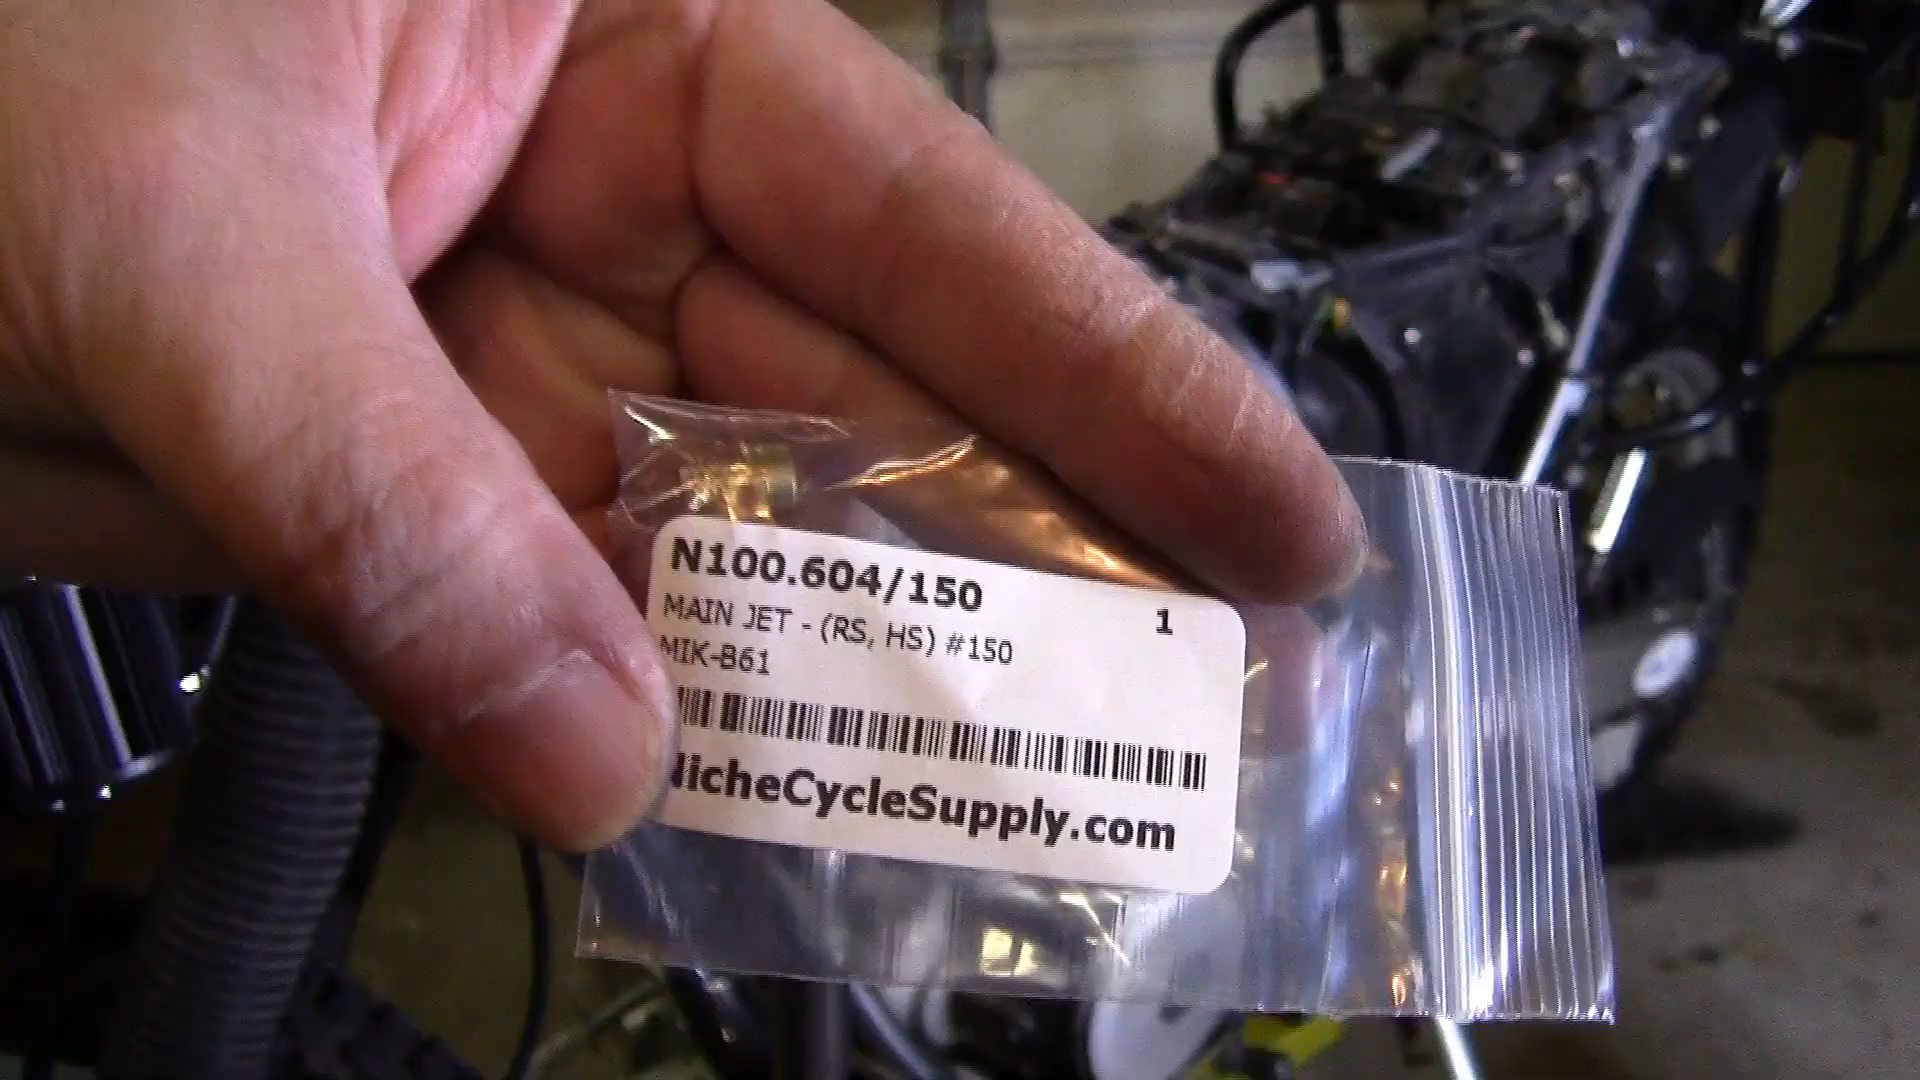 N100.604/150
1
MAIN JET - (RS, HS) #150
MIK-B61
NicheCycleSupply.com